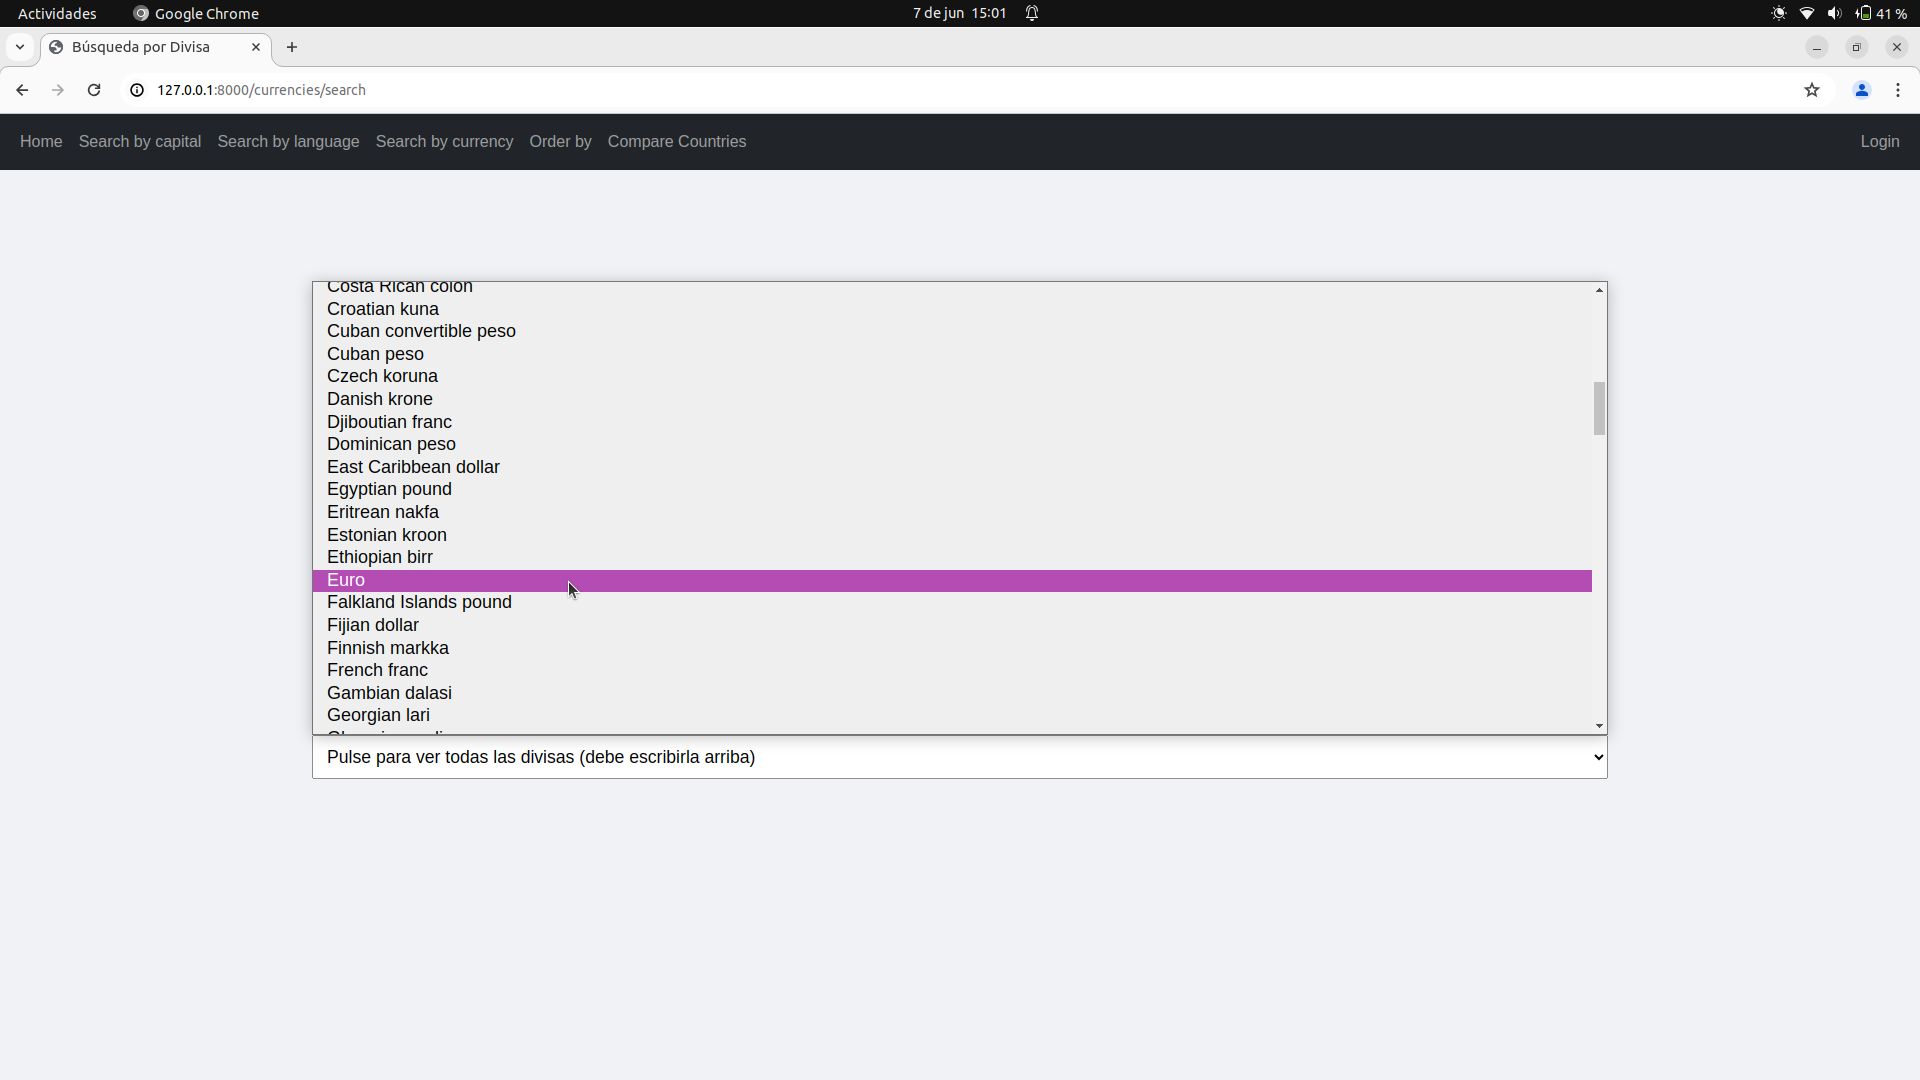 Actividades
Google Chrome
7 de jun 15:01
41 %
Búsqueda por Divisa
127.0.0.1:8000/currencies/search
Home Search by capital Search by language Search by currency Order by Compare Countries Login
Costa Rican colón
Croatian kuna
Cuban convertible peso
Cuban peso
Czech koruna
Danish krone
Djiboutian franc
Dominican peso
East Caribbean dollar
Egyptian pound
Eritrean nakfa
Estonian kroon
Ethiopian birr
Euro
Falkland Islands pound
Fijian dollar
Finnish markka
French franc
Gambian dalasi
Georgian lari
Pulse para ver todas las divisas (debe escribirla arriba)